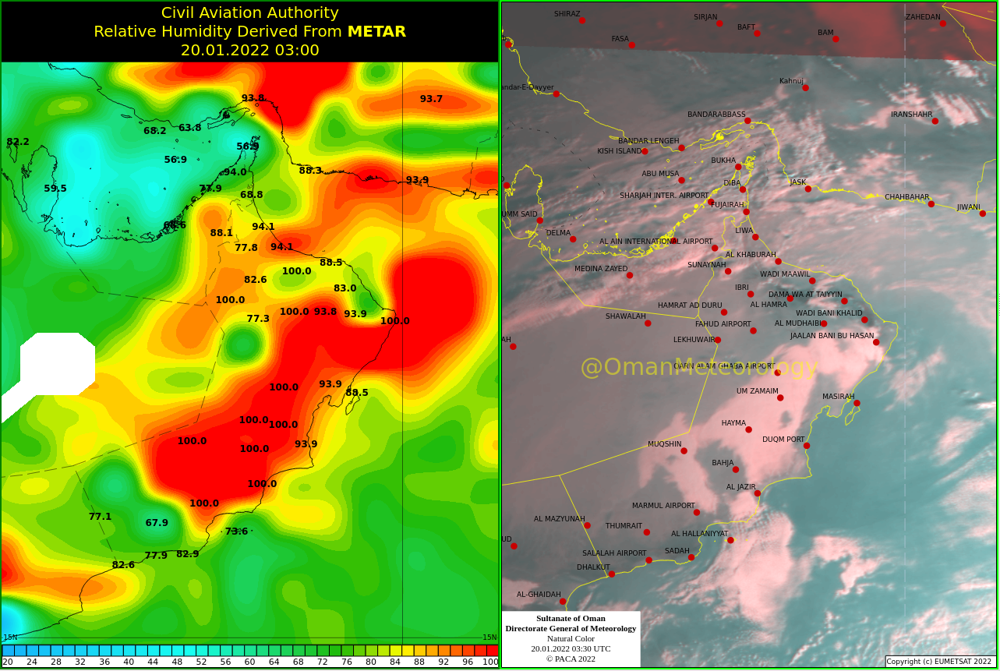 Civil Aviation Authority
Relative Humidity Derived From METAR
20.01.2022 03:00
93.8
93.7
68.2
63.8
82.2
56.9
56.9
94.0
88.3
93.9
59.5
77.9
68.8
94.1
88.1
77.8
94.1
88.5
100.0
82.6
83.0
100.0
100.0
93.8
93.9
77.3
100.0
100.0
93.9
88.5
100.0
100.0
100.0
100.0
93.9
100.0
100.0
77.1
67.9
73.6
77.9
82.9
82.6
15N
15N
20 24 28 32 36 40 44 48 52 56 60 64 68 72 76 80 84 88 92 96 100
SHIRAZ
SIRJAN
ZAHEDAN
BAFT
BAM
FASA
Kahnuj
andar-E-Dayyer
BANDARABBASS
IRANSHAHR
BANDAR LENGEH
KISH ISLAND
BUKHA
ABU MUSA
DIBA
JASK
SHARJAH INTER. AIRPORT
CHAHBAHAR
FUJAIRAH
JIWANI
UMM SAID
DELMA
LIWA
AL AIN INTERNATIONAL AIRPORT
AL KHABURAH
SUNAYNAH
MEDINA ZAYED
WADI MAAWIL
IBRI
DAMA WA AT TAIYYIN
HAMRAT AD DURU
AL HAMRA
WADI BANI KHALID
SHAWALAH
FAHUD AIRPORT
AL MUDHAIBI
AH
LEKHUWAIR
JAALAN BANI BU HASAN
@OmanMeteorology
QARN ALAM GHABA AIRPORT
UM ZAMAIM
MASIRAH
HAYMA
DUQM PORT
MUQSHIN
BAHJA
AL JAZIR
MARMUL AIRPORT
AL MAZYUNAH
THUMRAIT
AL HALLANIYYAT
UD
SALALAH AIRPORT
SADAH
DHALKUT
AL-GHAIDAH
Sultanate of Oman
Directorate General of Meteorology
Natural Color
20.01.2022 03:30 UTC
© PACA 2022
Copyright (c) EUMETSAT 2022